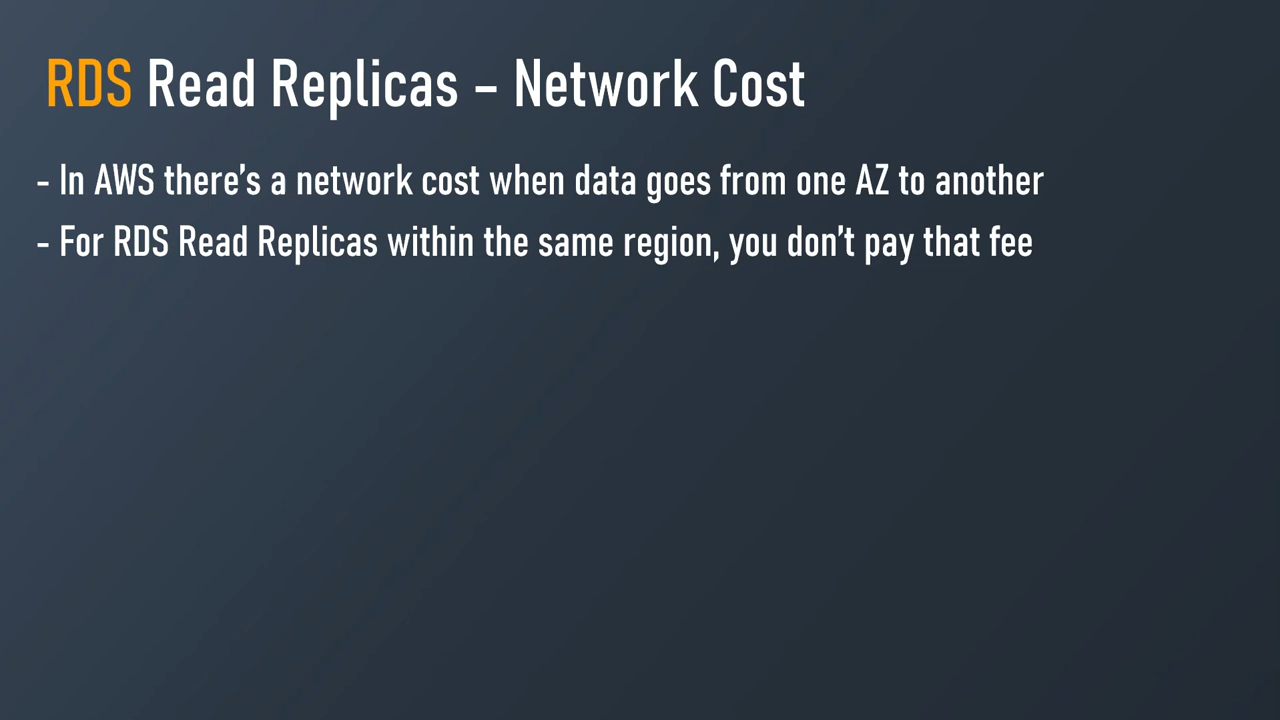 RDS Read Replicas – Network Cost
- In AWS there's a network cost when data goes from one AZ to another
- For RDS Read Replicas within the same region, you don't pay that fee